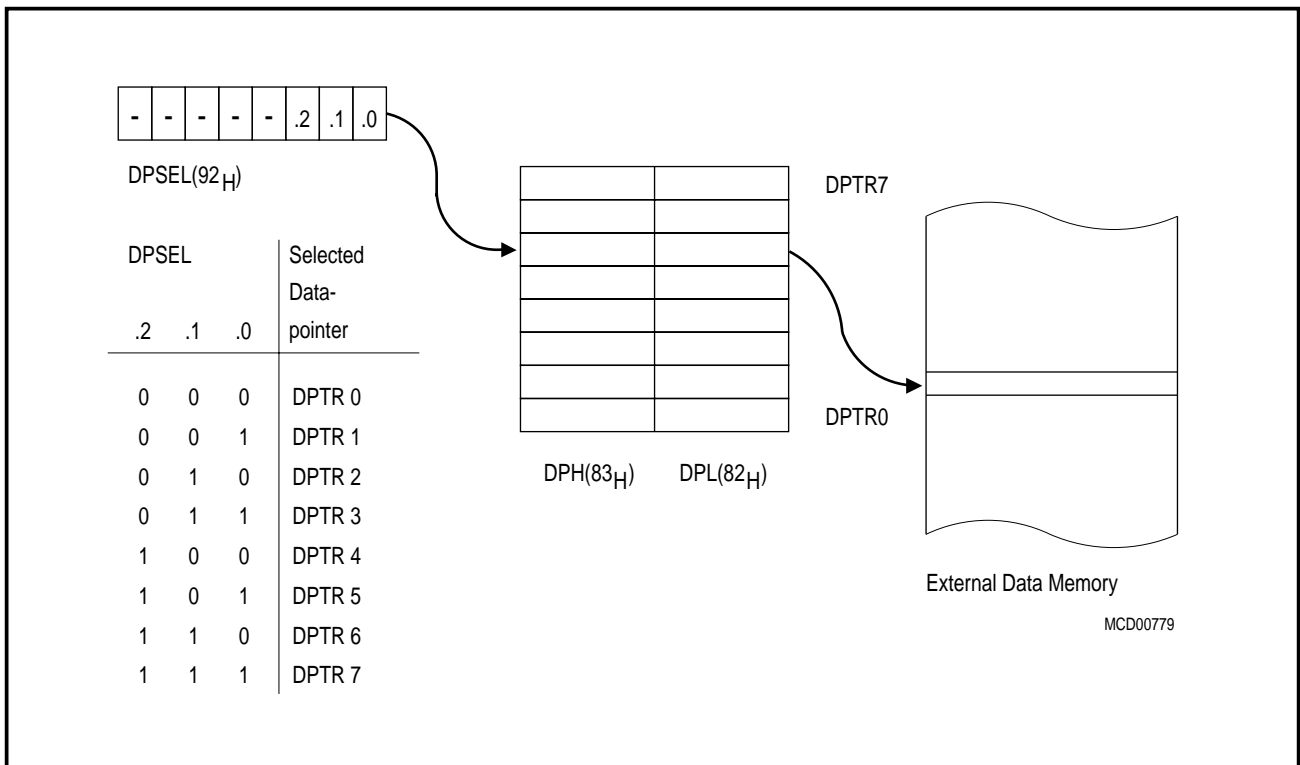 - - - - - .2 .1 .0
DPSEL(92H)
DPSEL Selected
Data-
.2 .1 .0 pointer
0 0 0 DPTR 0
0 0 1 DPTR 1
0 1 0 DPTR 2
0 1 1 DPTR 3
1 0 0 DPTR 4
1 0 1 DPTR 5
1 1 0 DPTR 6
1 1 1 DPTR 7
DPTR7
DPTR0
DPH(83H) DPL(82H)
External Data Memory
MCD00779